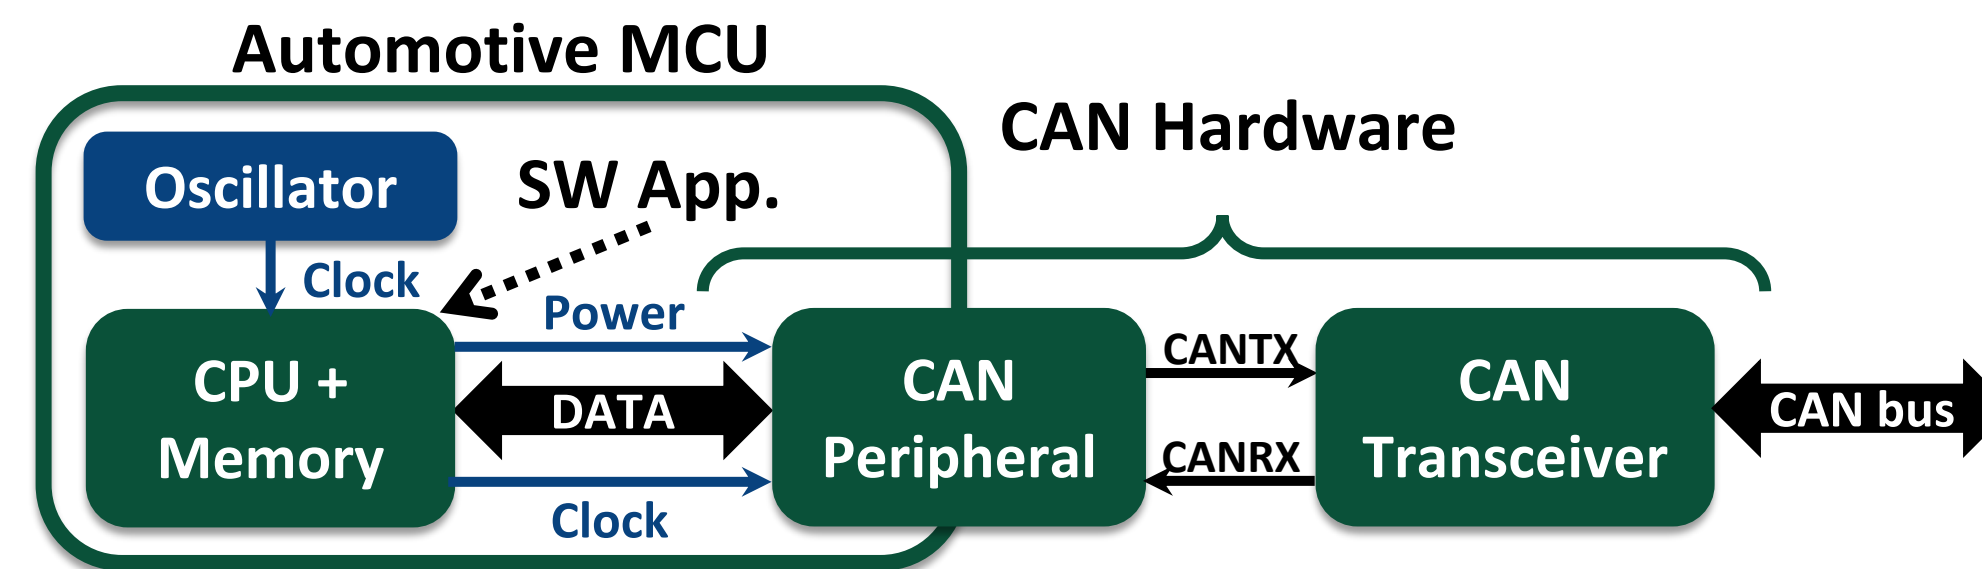 Automotive MCU
CAN Hardware
Oscillator
SW App.
Clock
Power
CPU +
Memory
DATA
Clock
CAN
Peripheral
CANTX
CANRX
CAN
Transceiver
CAN bus